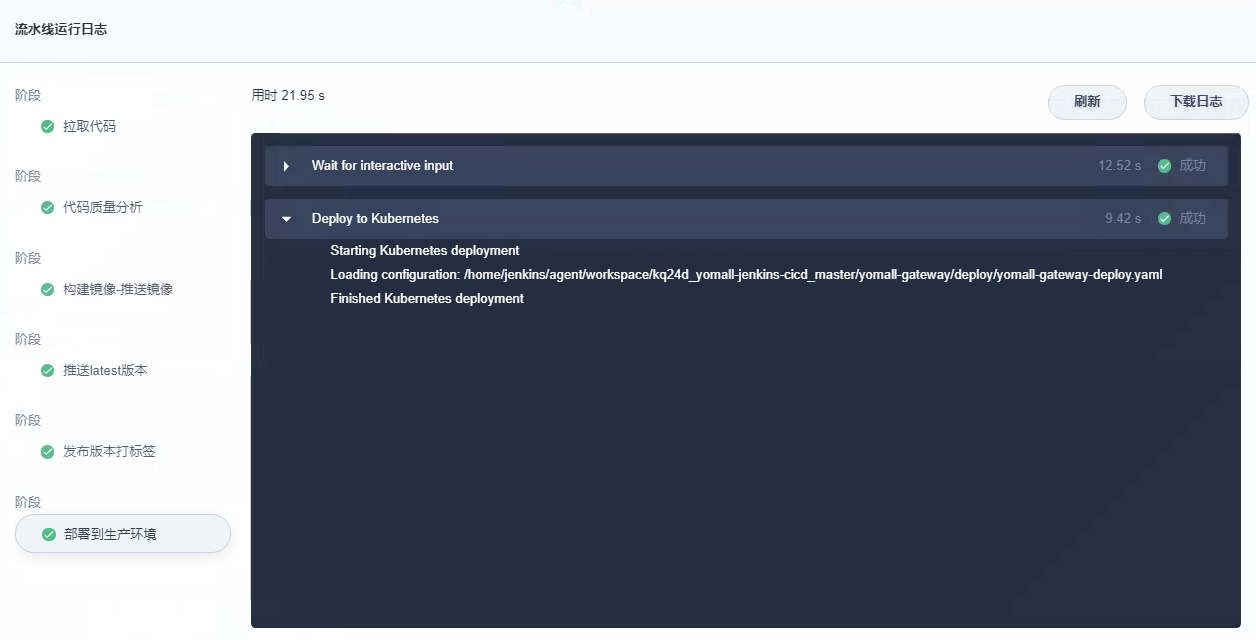 流水线运行日志
阶段
拉取代码
阶段
代码质量分析
阶段
构建镜像-推送镜像
阶段
推送latest版本
阶段
发布版本打标签
阶段
部署到生产环境
用时 21.95 s
刷新
下载日志
Wait for interactive input
12.52 s
成功
Deploy to Kubernetes
9.42 s
成功
Starting Kubernetes deployment
Loading configuration: /home/jenkins/agent/workspace/kq24d_yomall-jenkins-cicd_master/yomall-gateway/deploy/yomall-gateway-deploy.yaml
Finished Kubernetes deployment